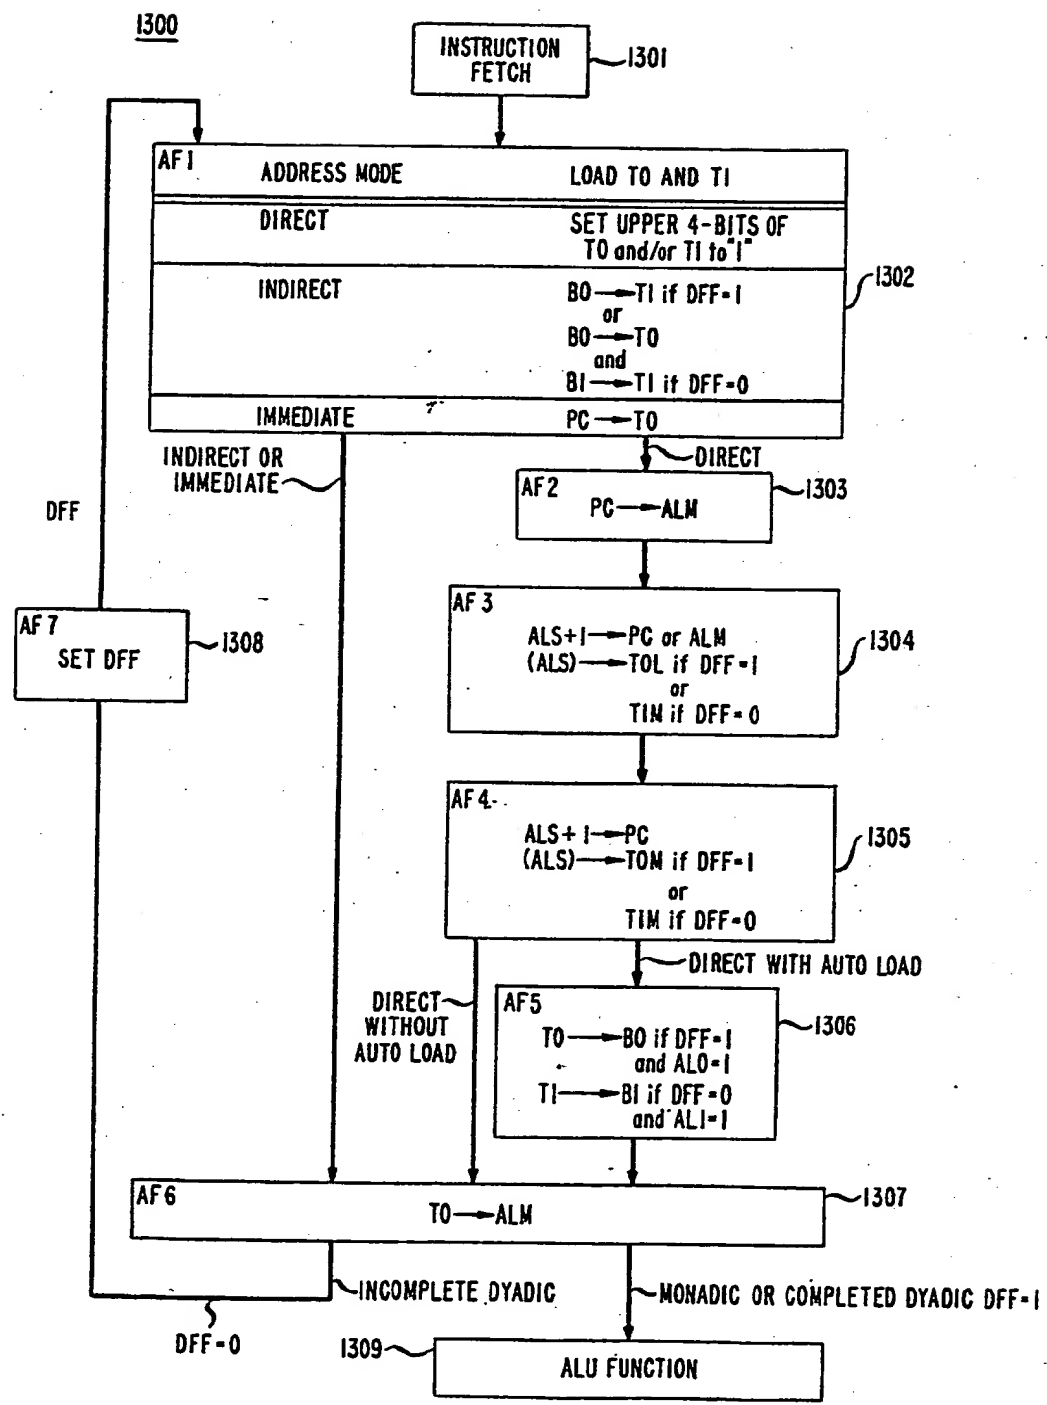 1300
INSTRUCTION
FETCH
1301
AF1
ADDRESS MODE LOAD T0 AND T1
DIRECT SET UPPER 4-BITS OF
T0 and/or T1 to "1"
1302
INDIRECT B0→T1 if DFF=1
or
B0→T0
and
B1→T1 if DFF=0
IMMEDIATE PC→T0
INDIRECT OR
IMMEDIATE
DIRECT
AF2
PC→ALM
1303
DFF
AF3
ALS+1→PC or ALM
(ALS)→T0L if DFF=1
or
T1M if DFF=0
1304
AF7
SET DFF
1308
AF4
ALS+1→PC
(ALS)→T0M if DFF=1
or
T1M if DFF=0
1305
DIRECT WITH AUTO LOAD
DIRECT
WITHOUT
AUTO LOAD
AF5
T0→B0 if DFF=1
and AL0=1
T1→B1 if DFF=0
and AL1=1
1306
AF6
T0→ALM
1307
INCOMPLETE DYADIC
MONADIC OR COMPLETED DYADIC DFF=1
DFF=0
1309
ALU FUNCTION